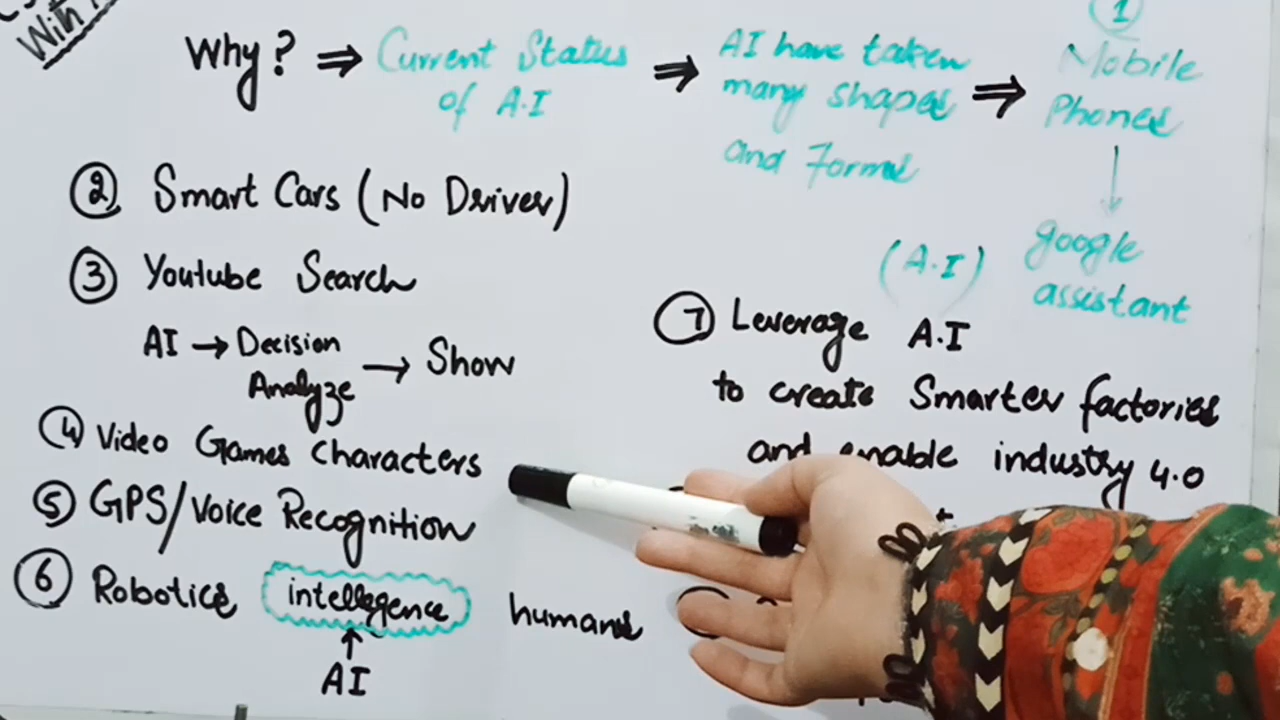 With
Why? ⇒ Current Status of A.I ⇒ AI have taken many shapes and Forms ⇒ ① Mobile Phones
↓
google assistant
(A.I)
② Smart Cars (No Driver)
③ Youtube Search
AI → Decision Analyze → Show
④ Video Games Characters
⑤ GPS/Voice Recognition
⑥ Robotics intellegence humans
↑
AI
⑦ Leverage A.I
to create Smarter factories
and enable industry 4.0